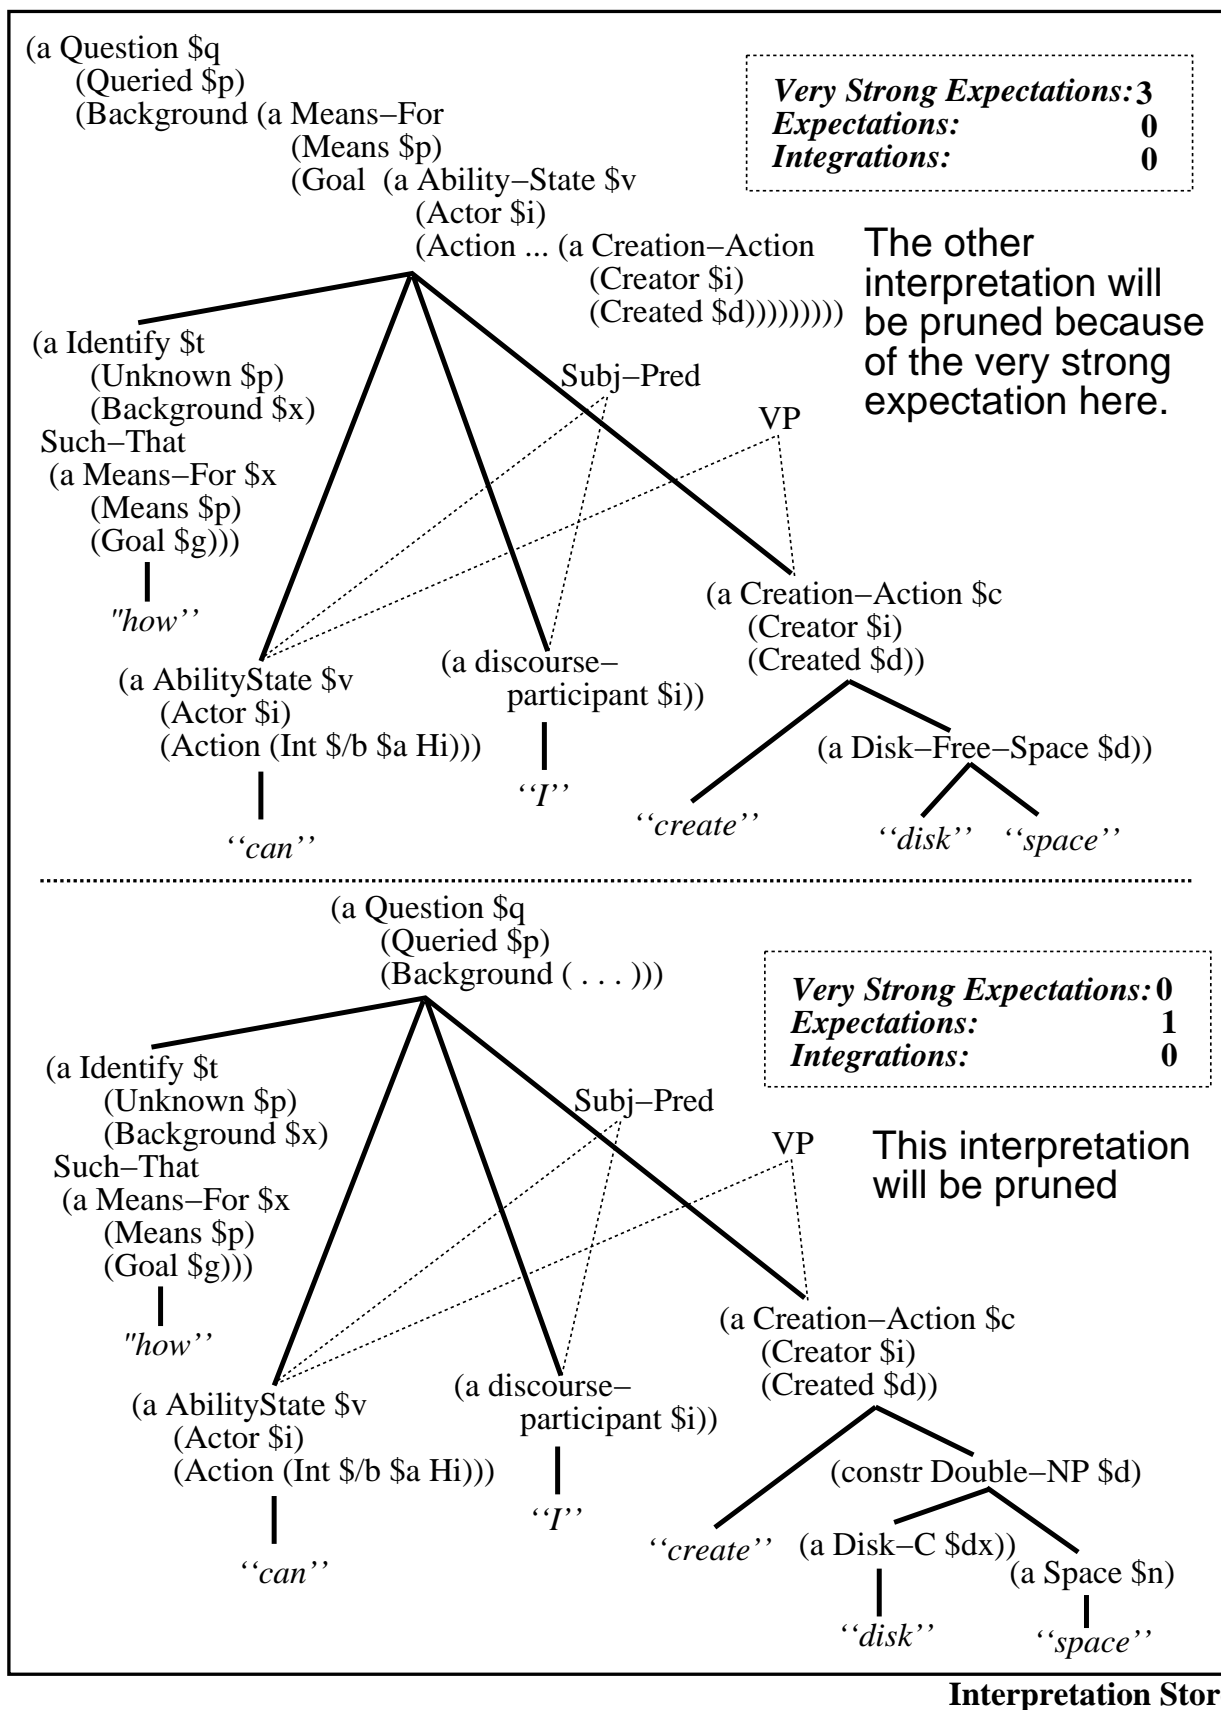 (a Question $q
(Queried $p)
(Background (a Means–For
(Means $p)
(Goal (a Ability–State $v
(Actor $i)
(Action ... (a Creation–Action
(Creator $i)
(Created $d)))))))))
Very Strong Expectations: 3
Expectations: 0
Integrations: 0
The other
interpretation will
be pruned because
of the very strong
expectation here.
(a Identify $t
(Unknown $p)
(Background $x)
Such–That
(a Means–For $x
(Means $p)
(Goal $g)))
"how’’
Subj–Pred
VP
(a AbilityState $v
(Actor $i)
(Action (Int $/b $a Hi)))
‘‘can’’
(a discourse–
participant $i))
‘‘I’’
(a Creation–Action $c
(Creator $i)
(Created $d))
(a Disk–Free–Space $d))
‘‘create’’
‘‘disk’’ ‘‘space’’
(a Question $q
(Queried $p)
(Background ( . . . )))
Very Strong Expectations: 0
Expectations: 1
Integrations: 0
This interpretation
will be pruned
(a Identify $t
(Unknown $p)
(Background $x)
Such–That
(a Means–For $x
(Means $p)
(Goal $g)))
"how’’
Subj–Pred
VP
(a AbilityState $v
(Actor $i)
(Action (Int $/b $a Hi)))
‘‘can’’
(a discourse–
participant $i))
‘‘I’’
(a Creation–Action $c
(Creator $i)
(Created $d))
(constr Double–NP $d)
‘‘create’’
(a Disk–C $dx))
(a Space $n)
‘‘disk’’
‘‘space’’
Interpretation Stor